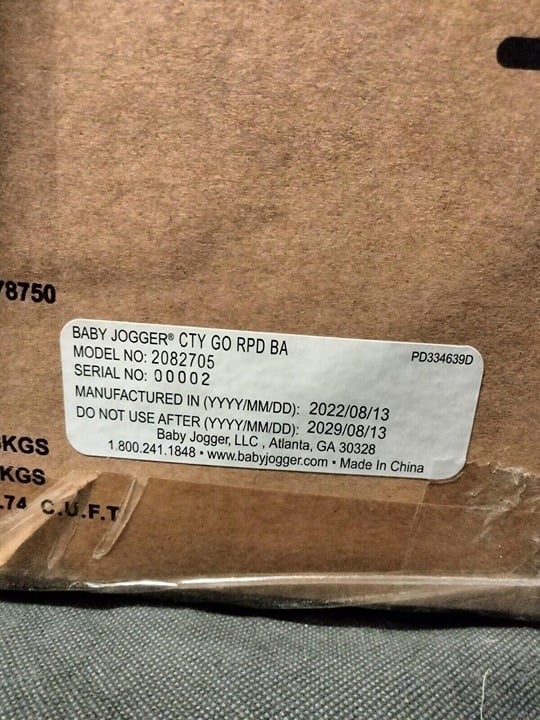 78750
BABY JOGGER® CTY GO RPD BA
PD334639D
MODEL NO: 2082705
SERIAL NO: 00002
MANUFACTURED IN (YYYY/MM/DD): 2022/08/13
DO NOT USE AFTER (YYYY/MM/DD): 2029/08/13
Baby Jogger, LLC , Atlanta, GA 30328
1.800.241.1848 • www.babyjogger.com • Made In China
KGS
KGS
.74 C.U.F.T